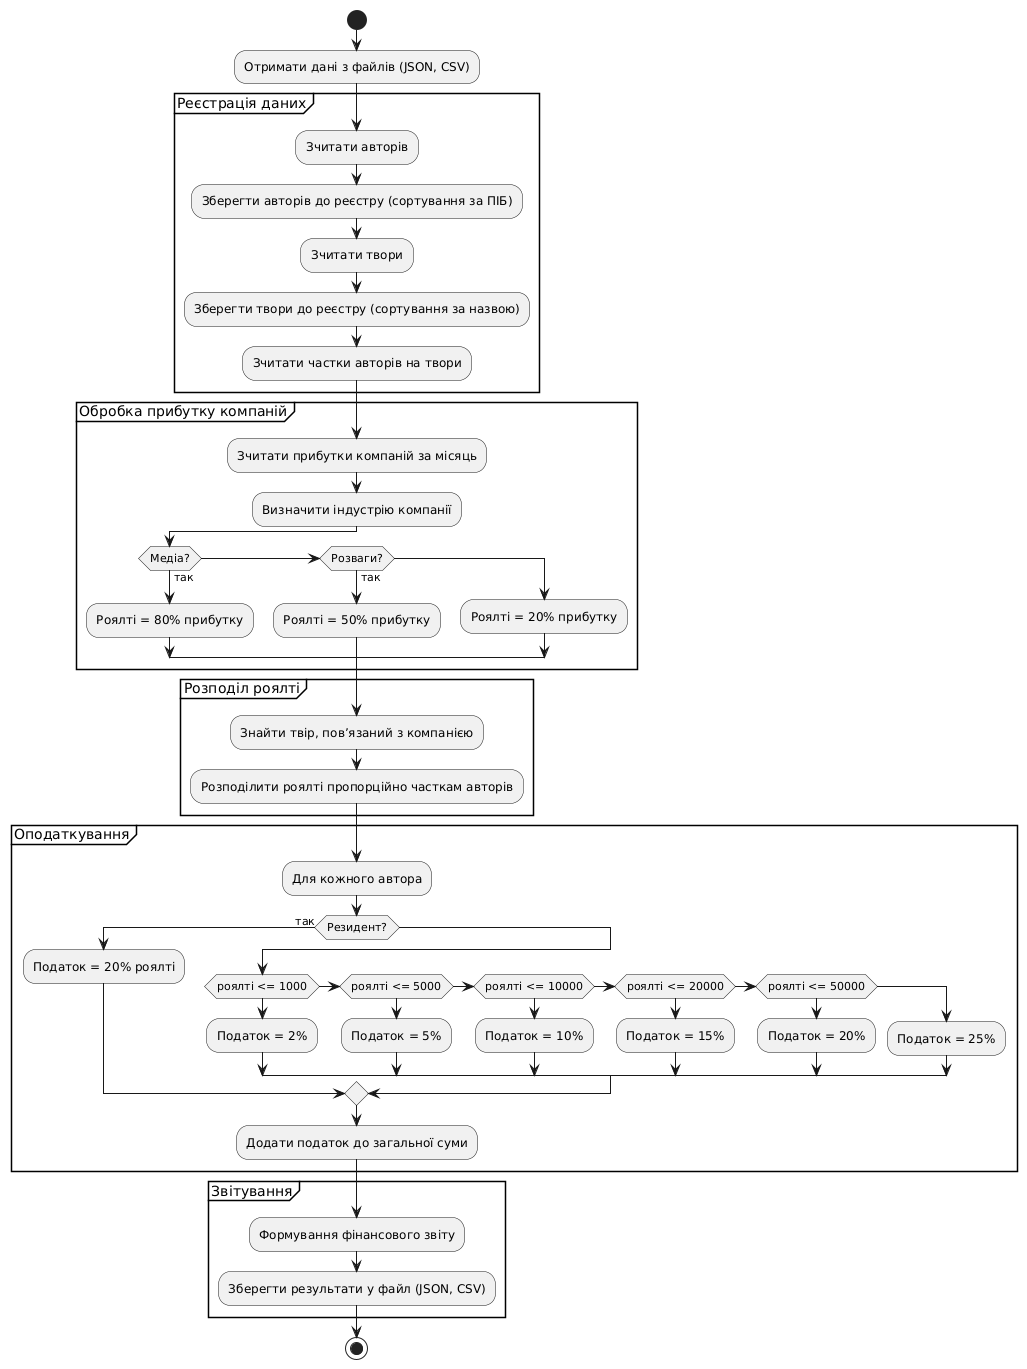 Отримати дані з файлів (JSON, CSV)
Реєстрація даних
Зчитати авторів
Зберегти авторів до реєстру (сортування за ПІБ)
Зчитати твори
Зберегти твори до реєстру (сортування за назвою)
Зчитати частки авторів на твори
Обробка прибутку компаній
Зчитати прибутки компаній за місяць
Визначити індустрію компанії
Медіа?
так
Роялті = 80% прибутку
Розваги?
так
Роялті = 50% прибутку
Роялті = 20% прибутку
Розподіл роялті
Знайти твір, пов’язаний з компанією
Розподілити роялті пропорційно часткам авторів
Оподаткування
Для кожного автора
так
Резидент?
Податок = 20% роялті
роялті <= 1000
Податок = 2%
роялті <= 5000
Податок = 5%
роялті <= 10000
Податок = 10%
роялті <= 20000
Податок = 15%
роялті <= 50000
Податок = 20%
Податок = 25%
Додати податок до загальної суми
Звітування
Формування фінансового звіту
Зберегти результати у файл (JSON, CSV)